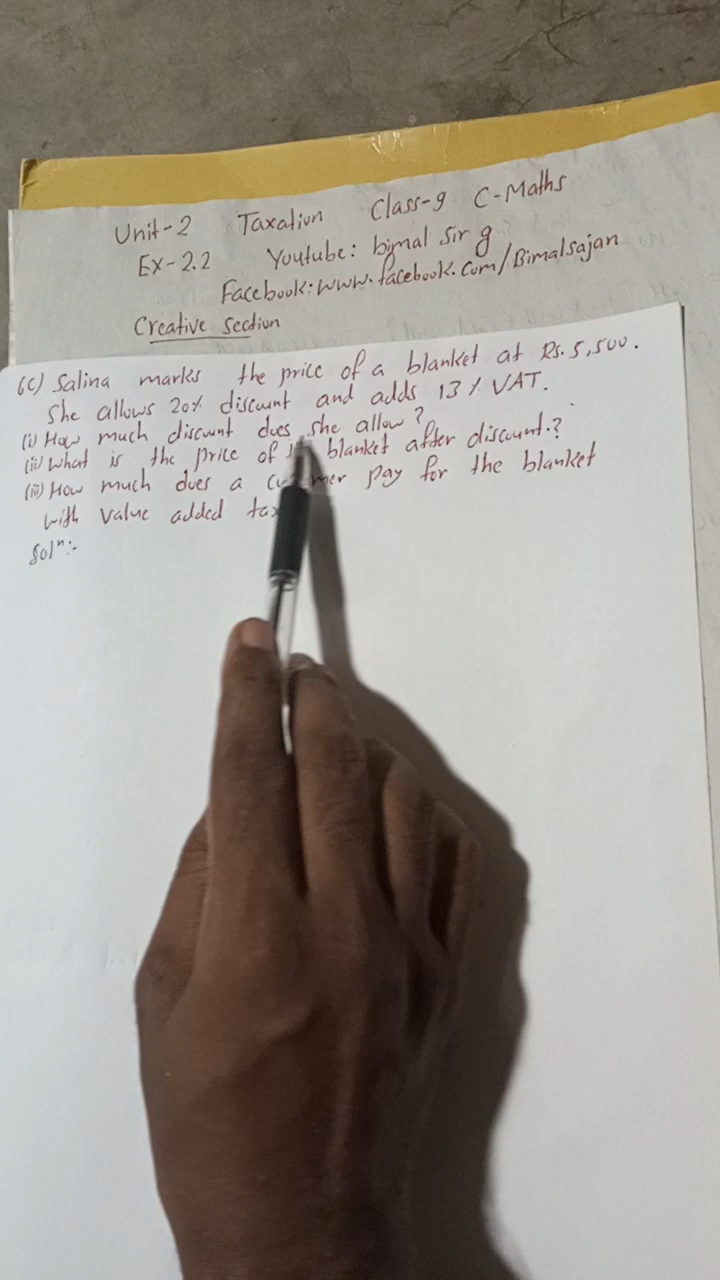 Unit-2 Taxation Class-9 C-Maths
Ex-2.2 Youtube: bimal sir g
Facebook: www.facebook.com/Bimalsajan
Creative section
6c) Salina marks the price of a blanket at Rs. 5,500.
She allows 20% discount and adds 13% VAT.
(i) How much discount does she allow?
(ii) What is the price of blanket after discount.?
(iii) How much does a pay for the blanket
with value added tax
Solⁿ:-